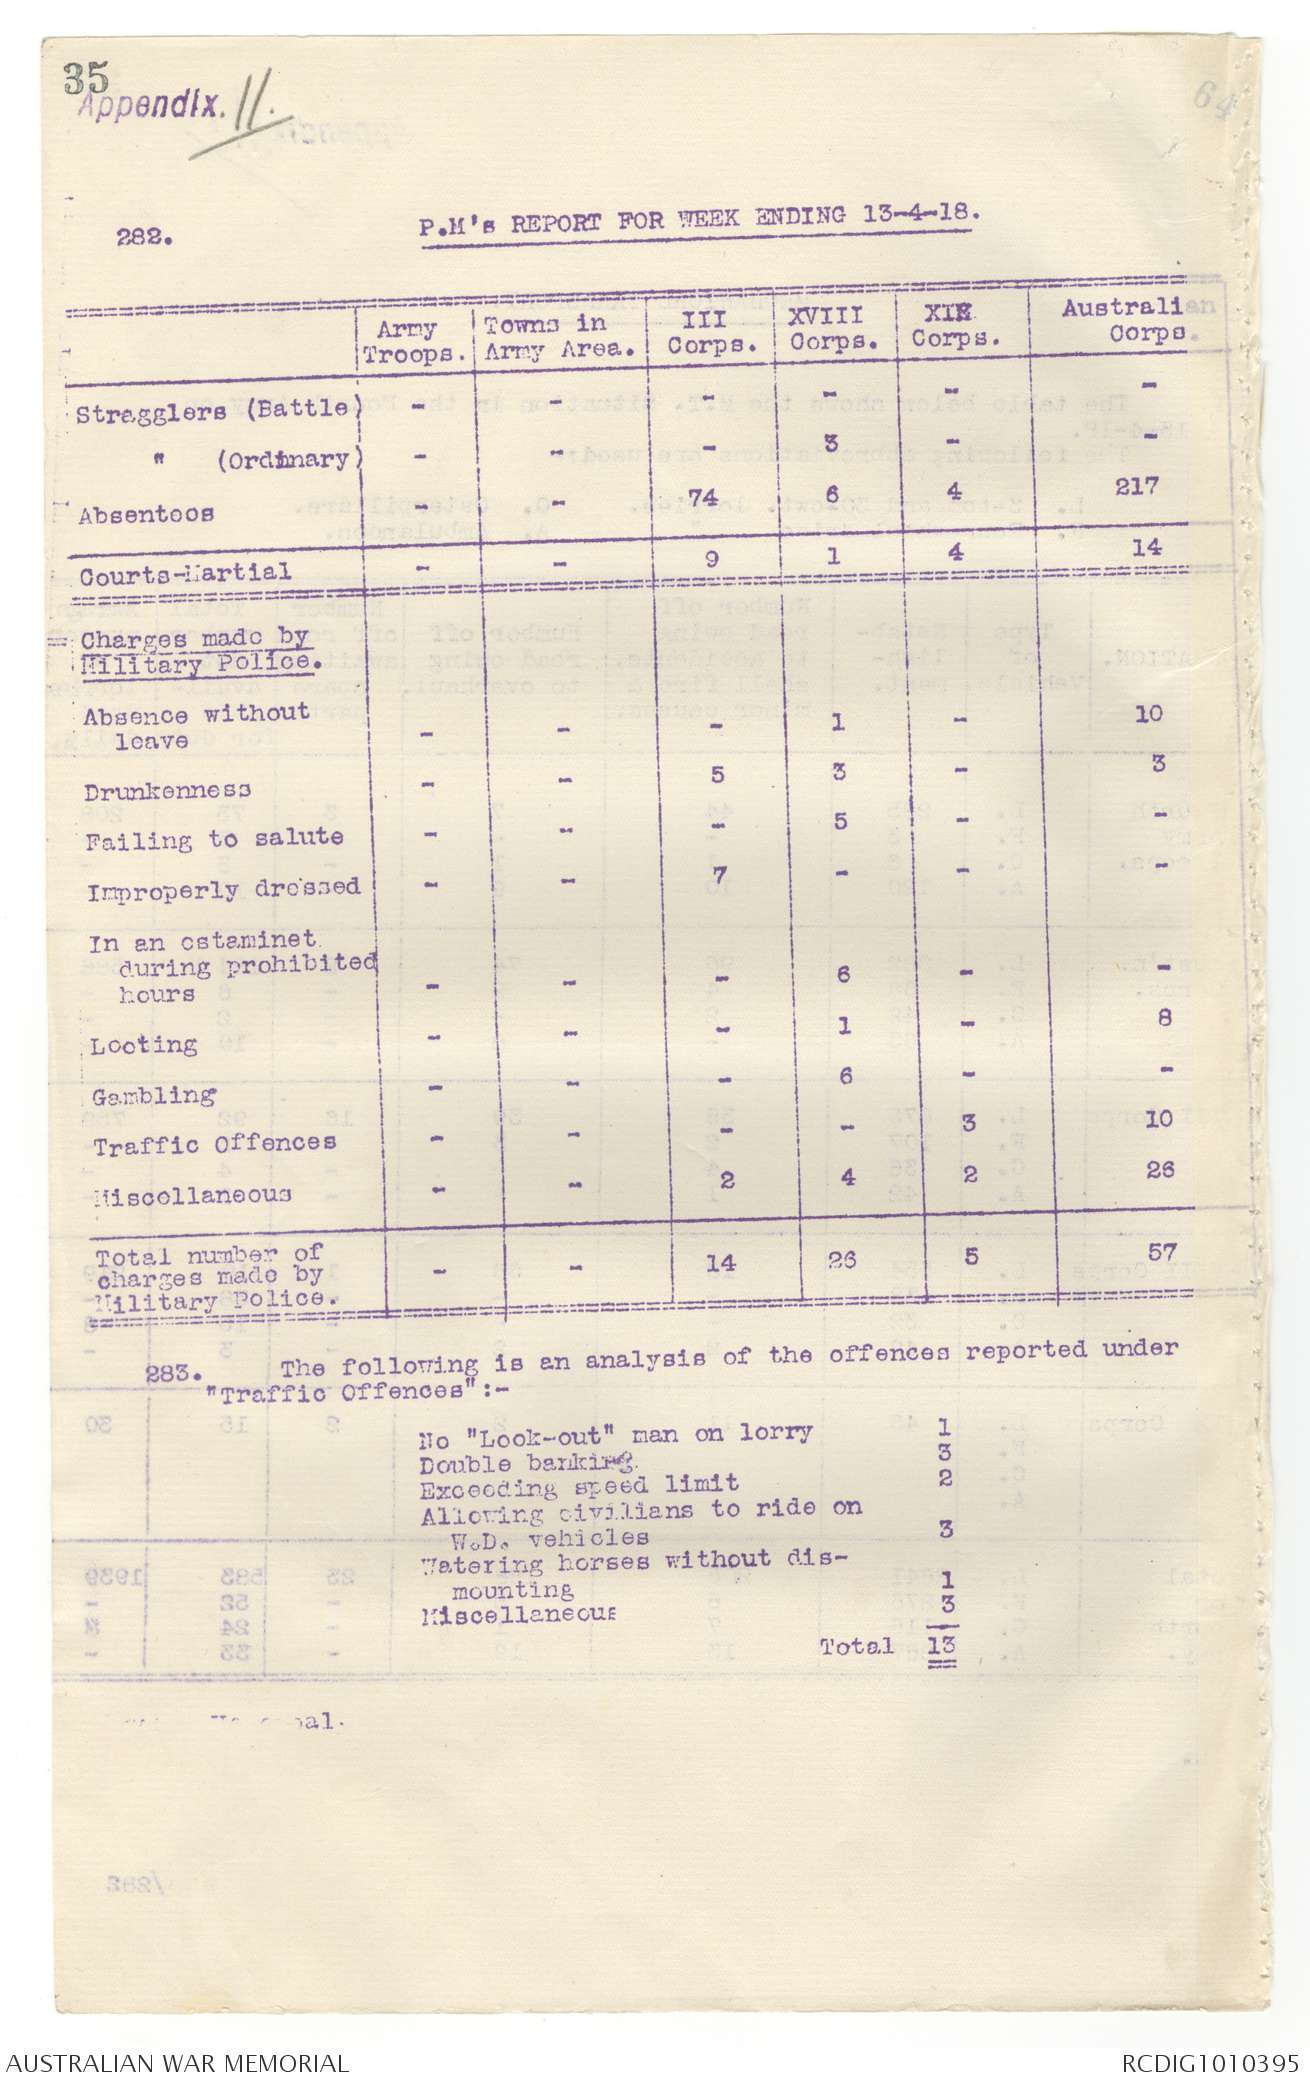 35
Appendix. 11.
64
282. P.M's REPORT FOR WEEK ENDING 13-4-18.
Army Towns in III XVIII XIX Australian
Troops. Army Area. Corps. Corps. Corps. Corps.
Stragglers (Battle) - - - - - -
" (Ordinary) - - - 3 - -
Absentees - - 74 6 4 217
Courts-Martial - - 9 1 4 14
Charges made by
Military Police.
Absence without
leave - - - 1 - 10
Drunkenness - - 5 3 - 3
Failing to salute - - - 5 - -
Improperly dressed - - 7 - - -
In an estaminet
during prohibited
hours - - - 6 - -
Looting - - - 1 - 8
Gambling - - - 6 - -
Traffic Offences - - - - 3 10
Miscellaneous - - 2 4 2 26
Total number of
charges made by - - 14 26 5 57
Military Police.
283. The following is an analysis of the offences reported under
"Traffic Offences":-
No "Look-out" man on lorry 1
Double banking. 3
Exceeding speed limit 2
Allowing civilians to ride on
W.D. vehicles 3
Watering horses without dis-
mounting 1
Miscellaneous 3
Total 13
AUSTRALIAN WAR MEMORIAL
RCDIG1010395